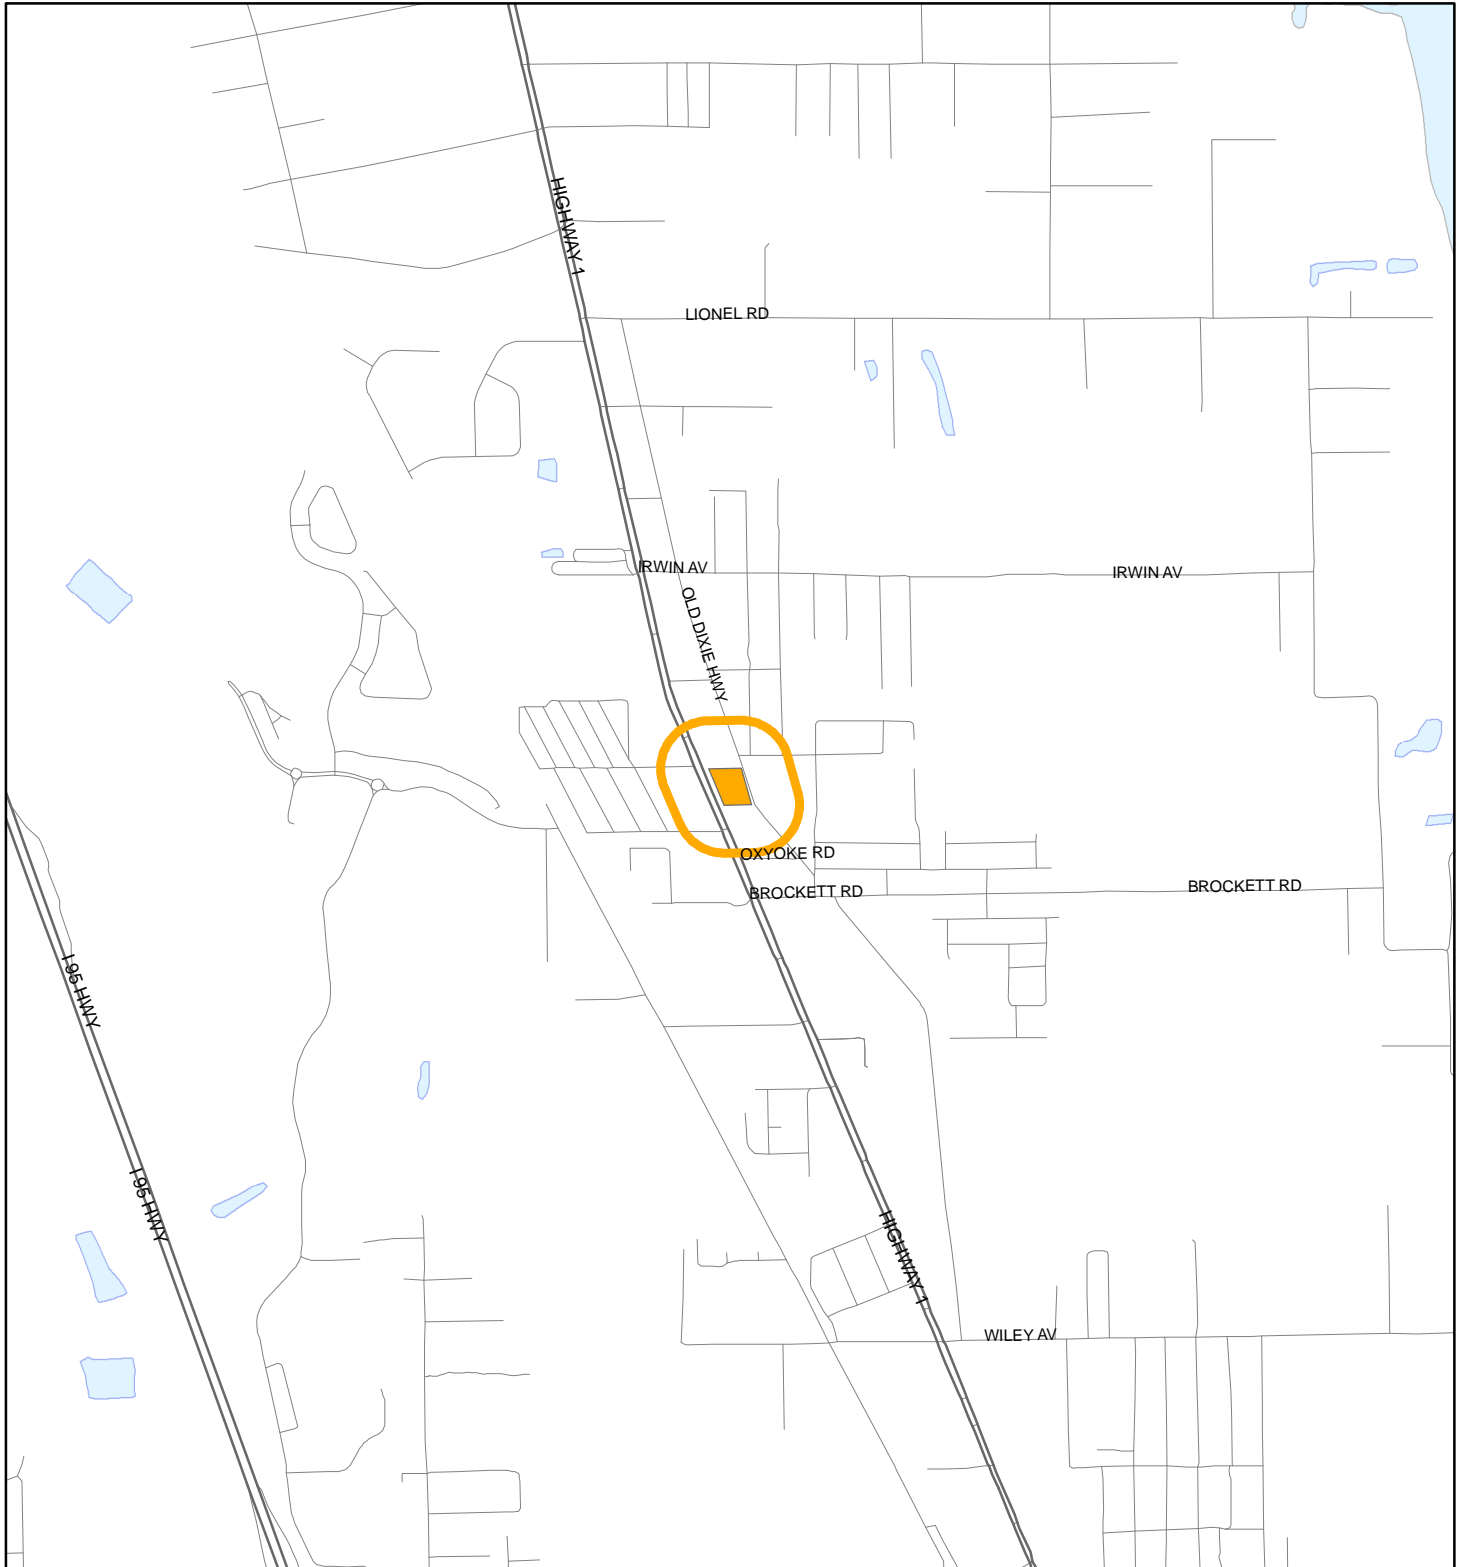 HIGHWAY 1
LIONEL RD
IRWIN AV
IRWIN AV
OLD DIXIE HWY
OXYOKE RD
BROCKETT RD
BROCKETT RD
I 95 HWY
I 95 HWY
HIGHWAY 1
WILEY AV